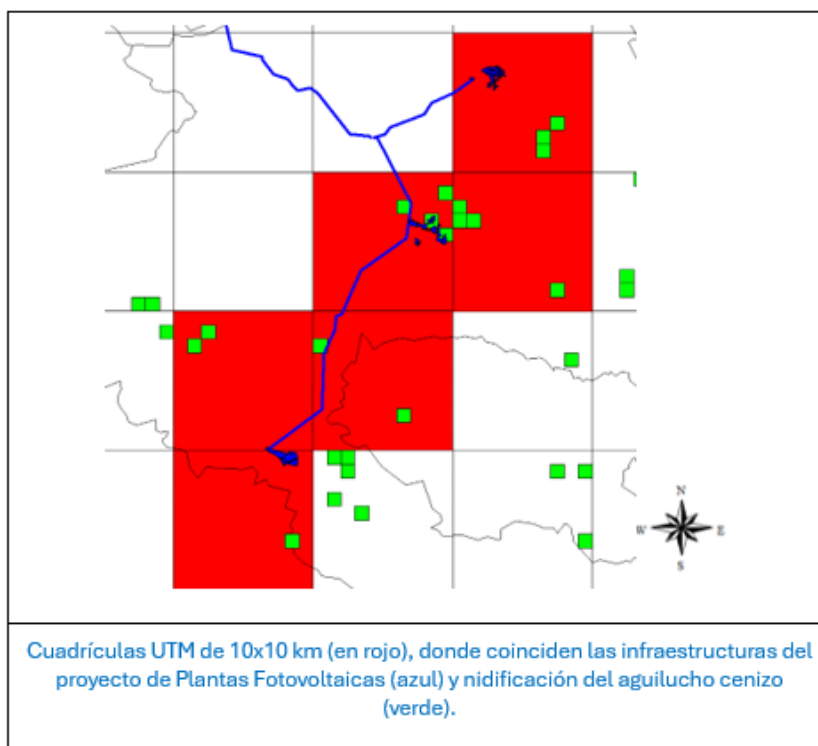 N
W E
S
Cuadrículas UTM de 10x10 km (en rojo), donde coinciden las infraestructuras del
proyecto de Plantas Fotovoltaicas (azul) y nidificación del aguilucho cenizo
(verde).